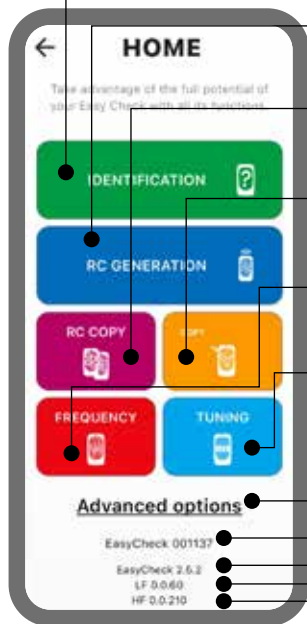 HOME
Take advantage of the full potential of
your Easy Check with all its functions.
IDENTIFICATION
RC GENERATION
RC COPY
COPY
FREQUENCY
TUNING
Advanced options
EasyCheck 001137
EasyCheck 2.6.2
LF 0.0.60
HF 0.0.210